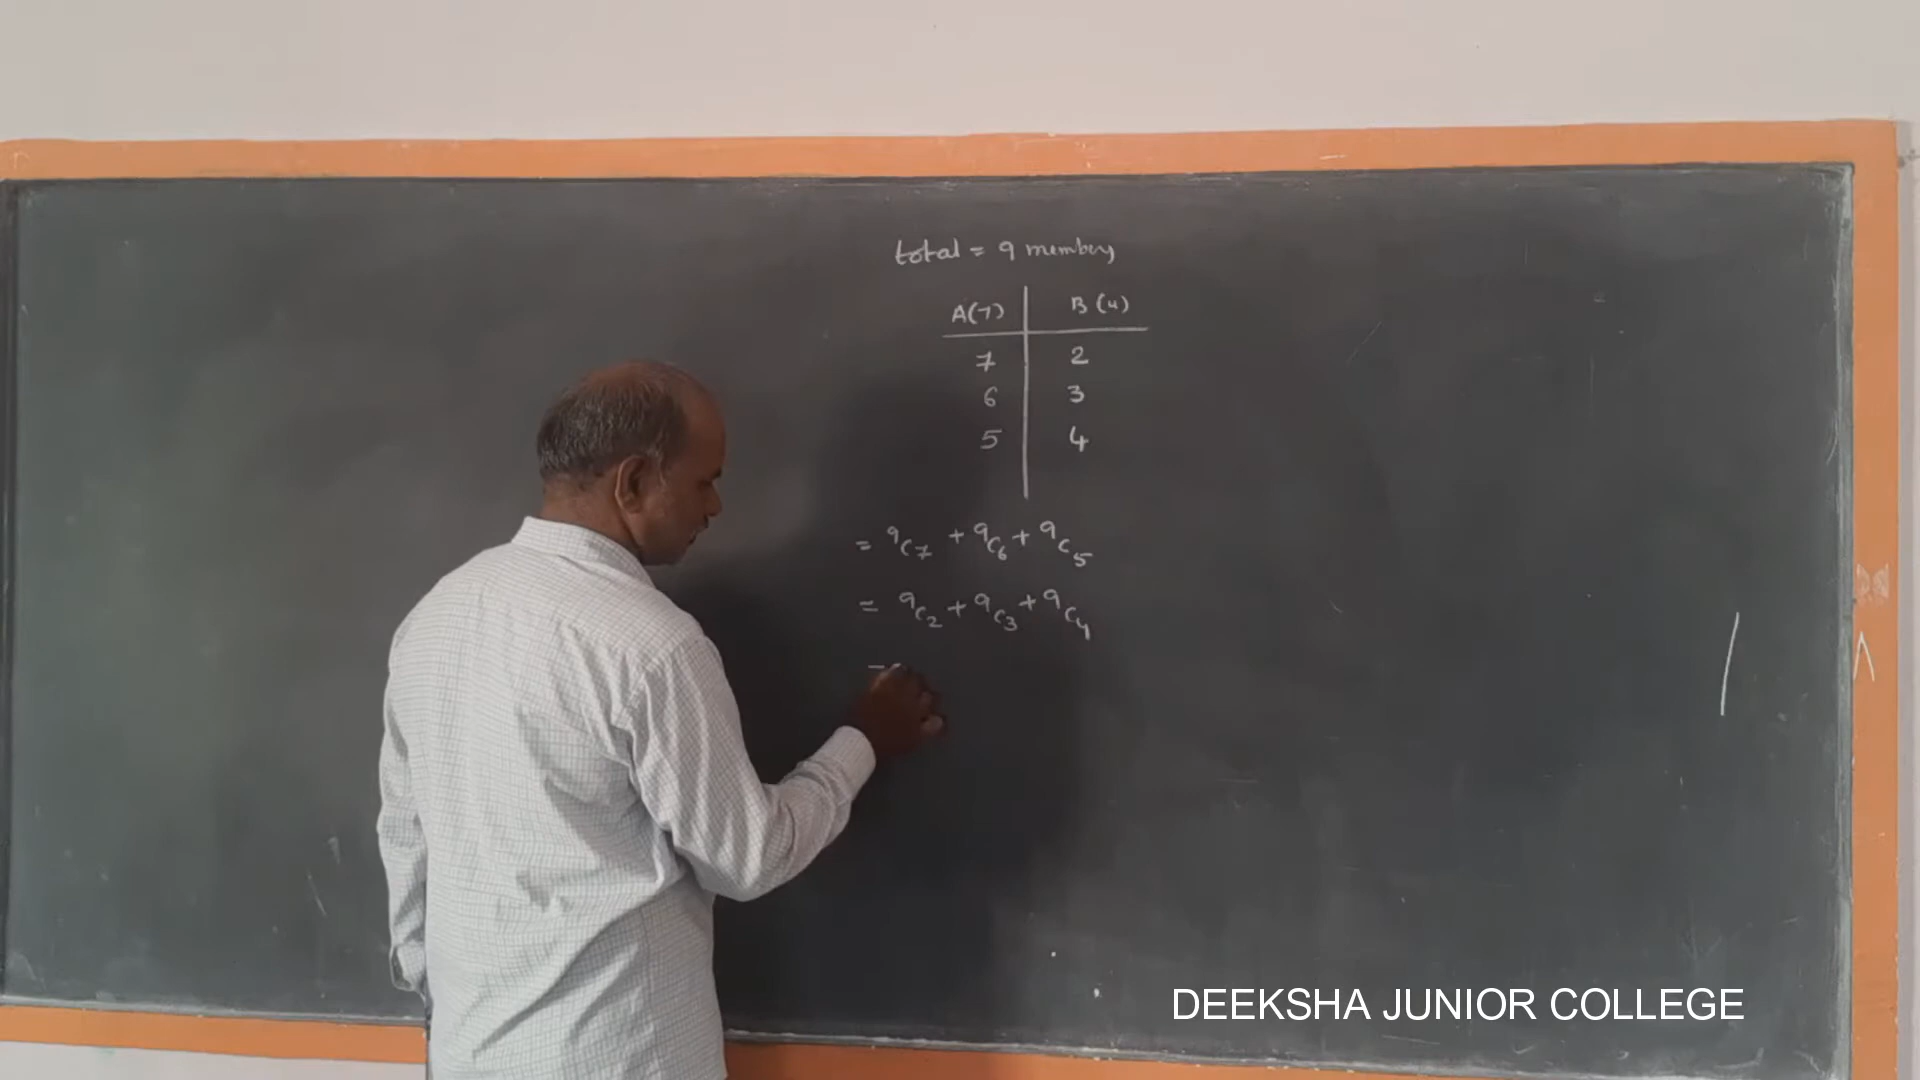 total = 9 members
A(7) B(4)
7 2
6 3
5 4
= ⁹C₇ + ⁹C₆ + ⁹C₅
= ⁹C₂ + ⁹C₃ + ⁹C₄
DEEKSHA JUNIOR COLLEGE